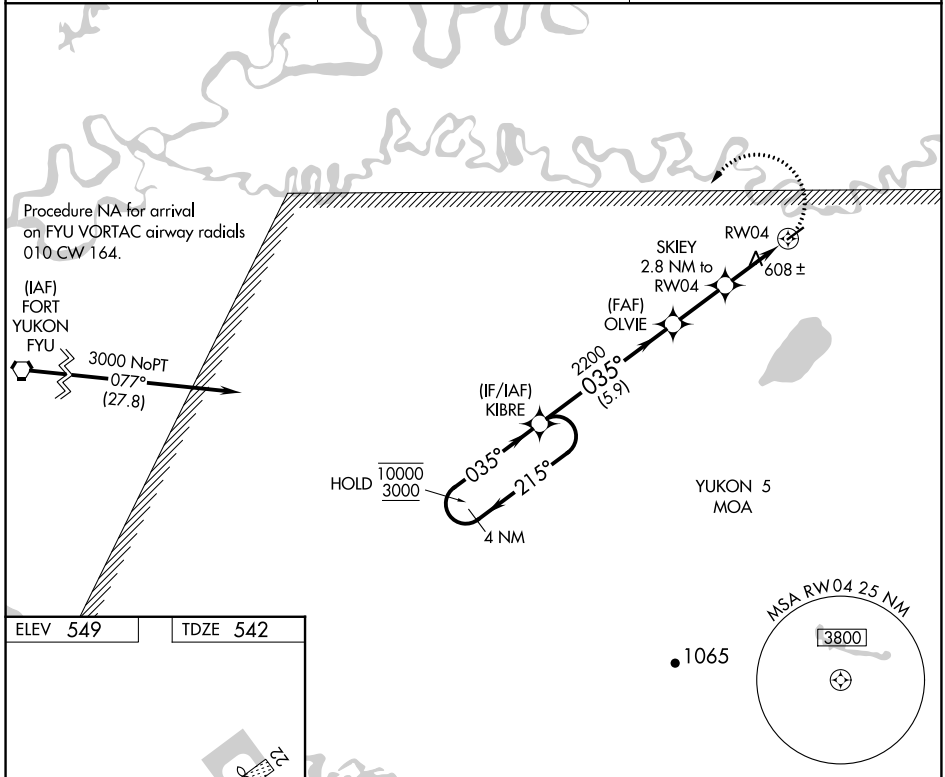 Procedure NA for arrival
on FYU VORTAC airway radials
010 CW 164.
(IAF)
FORT
YUKON
FYU
3000 NoPT
077°
(27.8)
RW04
SKIEY
2.8 NM to
RW04
608 ±
(FAF)
OLVIE
2200
035°
(5.9)
(IF/IAF)
KIBRE
035°
215°
HOLD
10000
3000
4 NM
YUKON 5
MOA
MSA RW04 25 NM
3800
1065
ELEV 549
TDZE 542
22